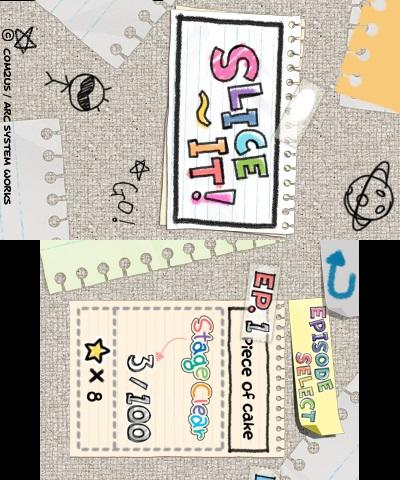 SLICE
~ IT!
GO!
© COM2US / ARC SYSTEM WORKS
EPISODE
SELECT
EP. 1
piece of cake
Stage Clear
3/100
× 8